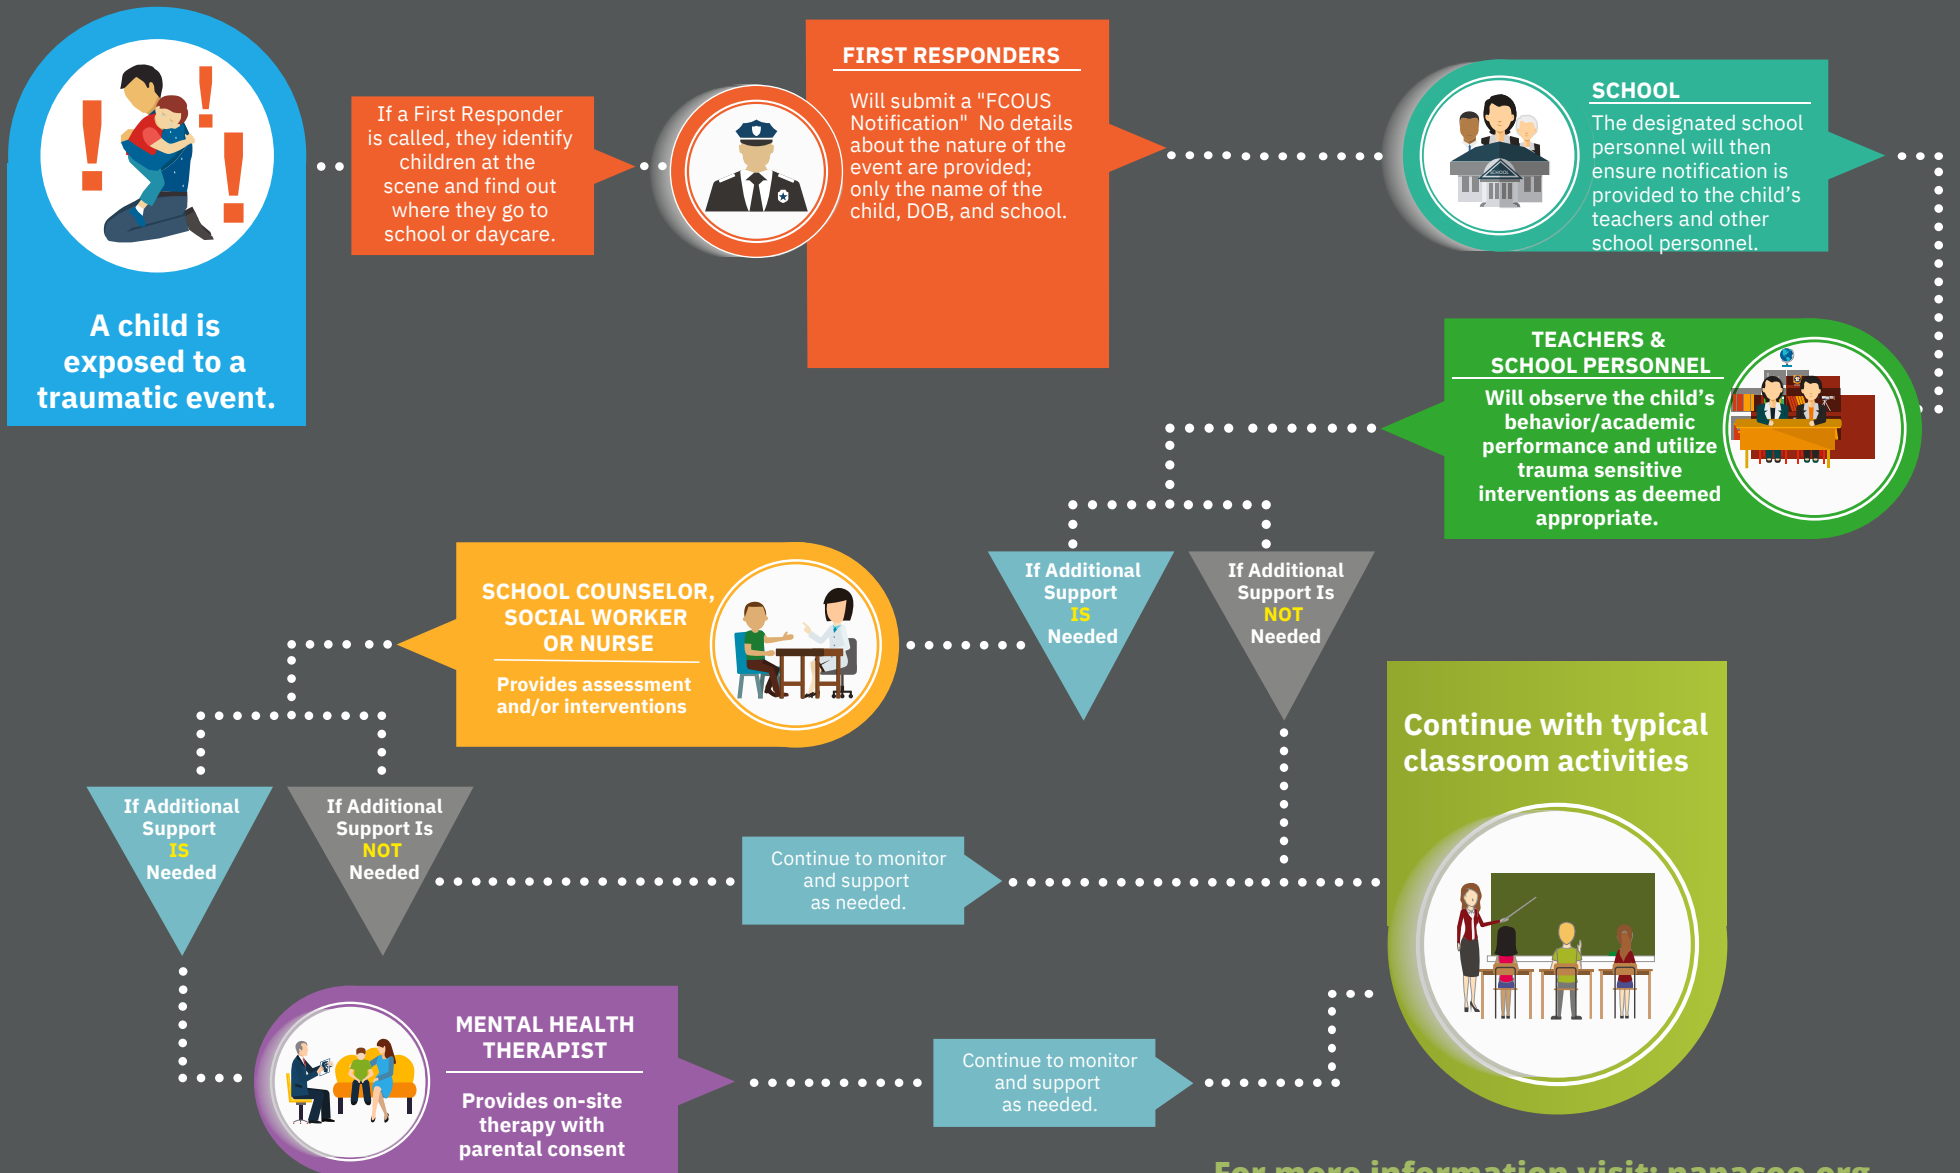 A child is
exposed to a
traumatic event.
If a First Responder
is called, they identify
children at the
scene and find out
where they go to
school or daycare.
FIRST RESPONDERS
Will submit a "FCOUS
Notification" No details
about the nature of the
event are provided;
only the name of the
child, DOB, and school.
SCHOOL
SCHOOL
The designated school
personnel will then
ensure notification is
provided to the child's
teachers and other
school personnel.
TEACHERS &
SCHOOL PERSONNEL
Will observe the child's
behavior/academic
performance and utilize
trauma sensitive
interventions as deemed
appropriate.
If Additional
Support
IS
Needed
If Additional
Support Is
NOT
Needed
SCHOOL COUNSELOR,
SOCIAL WORKER
OR NURSE
Provides assessment
and/or interventions
If Additional
Support
IS
Needed
If Additional
Support Is
NOT
Needed
Continue to monitor
and support
as needed.
Continue with typical
classroom activities
MENTAL HEALTH
THERAPIST
Provides on-site
therapy with
parental consent
Continue to monitor
and support
as needed.
For more information visit: napacoe.org